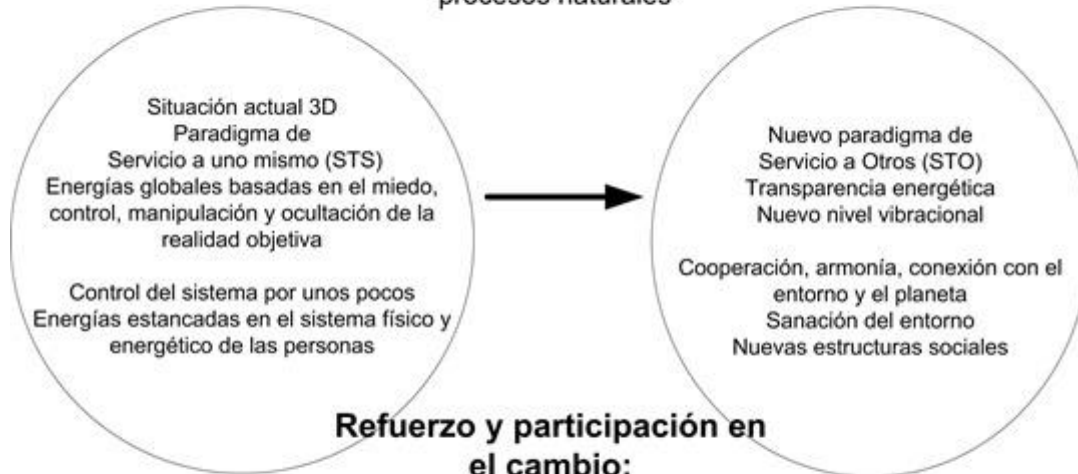 procesos naturales
Situación actual 3D
Paradigma de
Servicio a uno mismo (STS)
Energías globales basadas en el miedo,
control, manipulación y ocultación de la
realidad objetiva
Control del sistema por unos pocos
Energías estancadas en el sistema físico y
energético de las personas
Nuevo paradigma de
Servicio a Otros (STO)
Transparencia energética
Nuevo nivel vibracional
Cooperación, armonía, conexión con el
entorno y el planeta
Sanación del entorno
Nuevas estructuras sociales
Refuerzo y participación en
el cambio: